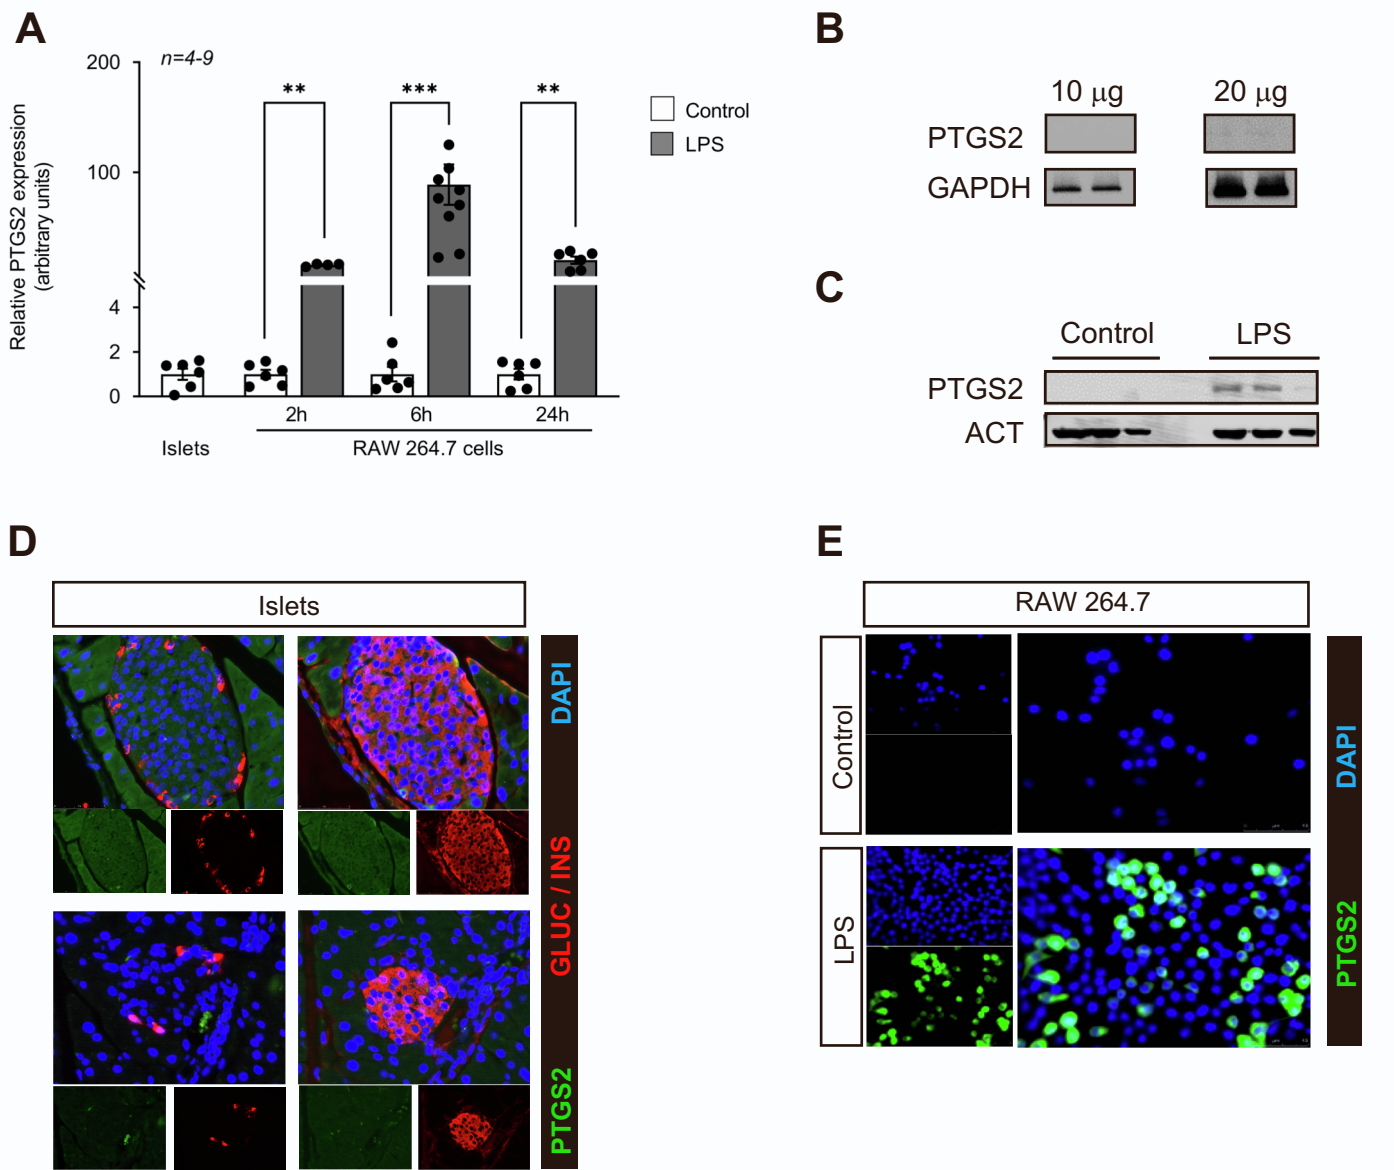 A
200
n=4-9
**
***
**
Control
LPS
100
Relative PTGS2 expression
(arbitrary units)
4
2
0
2h
6h
24h
Islets
RAW 264.7 cells
B
10 μg
20 μg
PTGS2
GAPDH
C
Control
LPS
PTGS2
ACT
D
Islets
DAPI
GLUC / INS
PTGS2
E
RAW 264.7
Control
LPS
DAPI
PTGS2